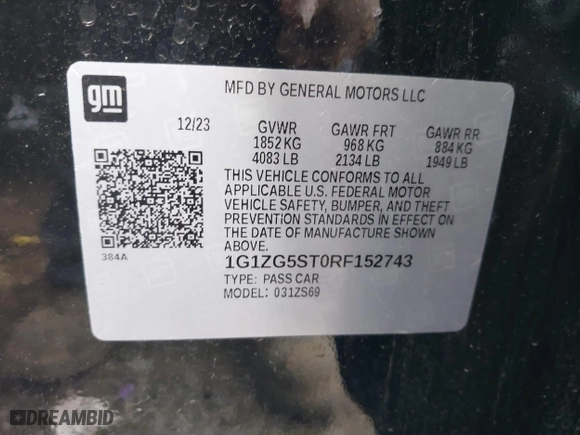 gm
MFD BY GENERAL MOTORS LLC
12/23 GVWR GAWR FRT GAWR RR
1852 KG 968 KG 884 KG
4083 LB 2134 LB 1949 LB
THIS VEHICLE CONFORMS TO ALL
APPLICABLE U.S. FEDERAL MOTOR
VEHICLE SAFETY, BUMPER, AND THEFT
PREVENTION STANDARDS IN EFFECT ON
THE DATE OF MANUFACTURE SHOWN
ABOVE.
384A
1G1ZG5ST0RF152743
TYPE: PASS CAR
MODEL: 031ZS69
DREAMBID